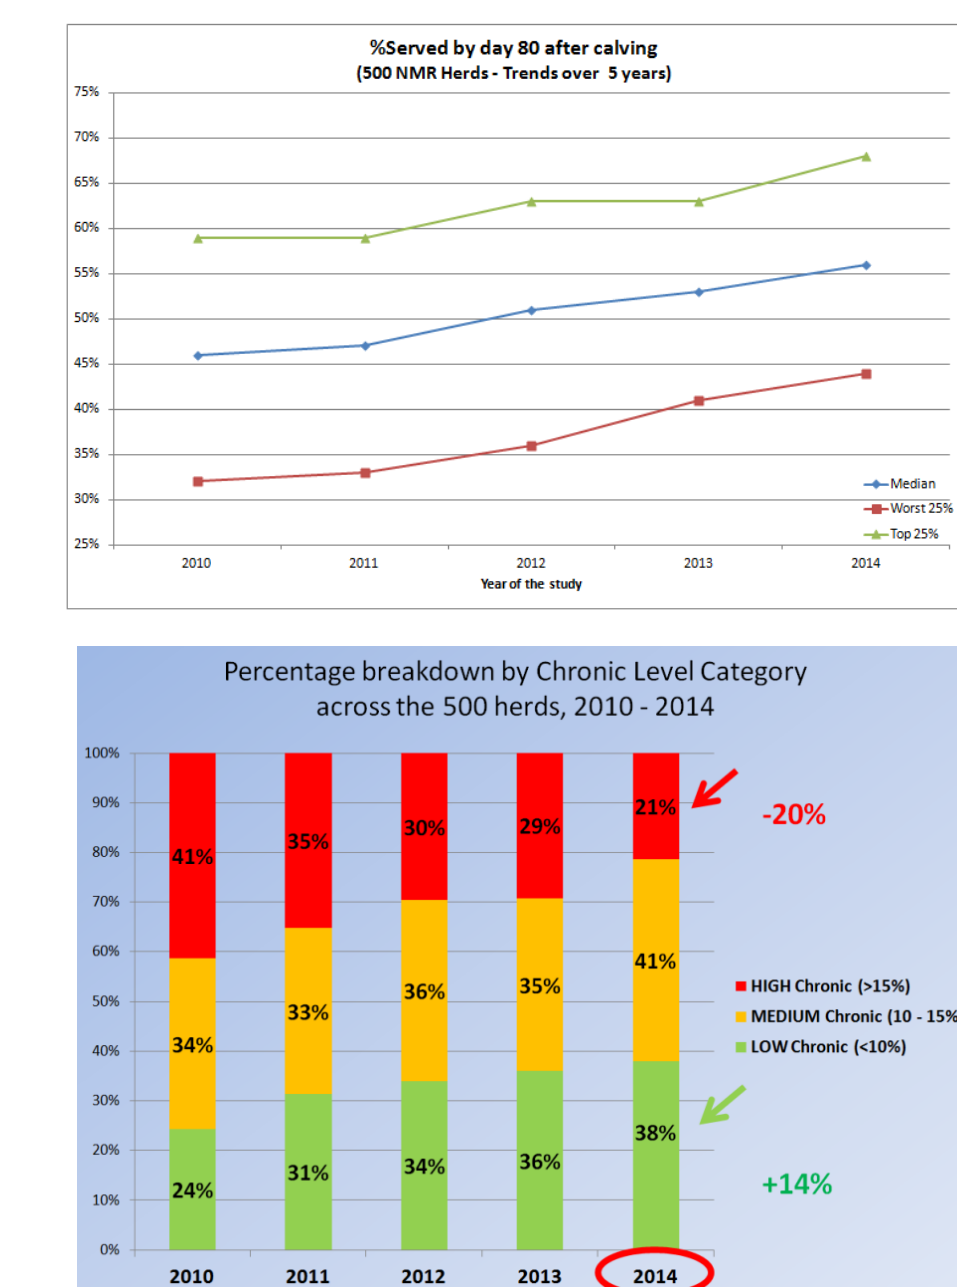 %Served by day 80 after calving
(500 NMR Herds - Trends over 5 years)
75%
70%
65%
60%
55%
50%
45%
40%
35%
30%
25%
Median
Worst 25%
Top 25%
2010 2011 2012 2013 2014
Year of the study
Percentage breakdown by Chronic Level Category
across the 500 herds, 2010 - 2014
100%
90%
80%
70%
60%
50%
40%
30%
20%
10%
0%
41% 35% 30% 29% 21%
34% 33% 36% 35% 41%
24% 31% 34% 36% 38%
-20%
HIGH Chronic (>15%)
MEDIUM Chronic (10 - 15%
LOW Chronic (<10%)
+14%
2010 2011 2012 2013 2014